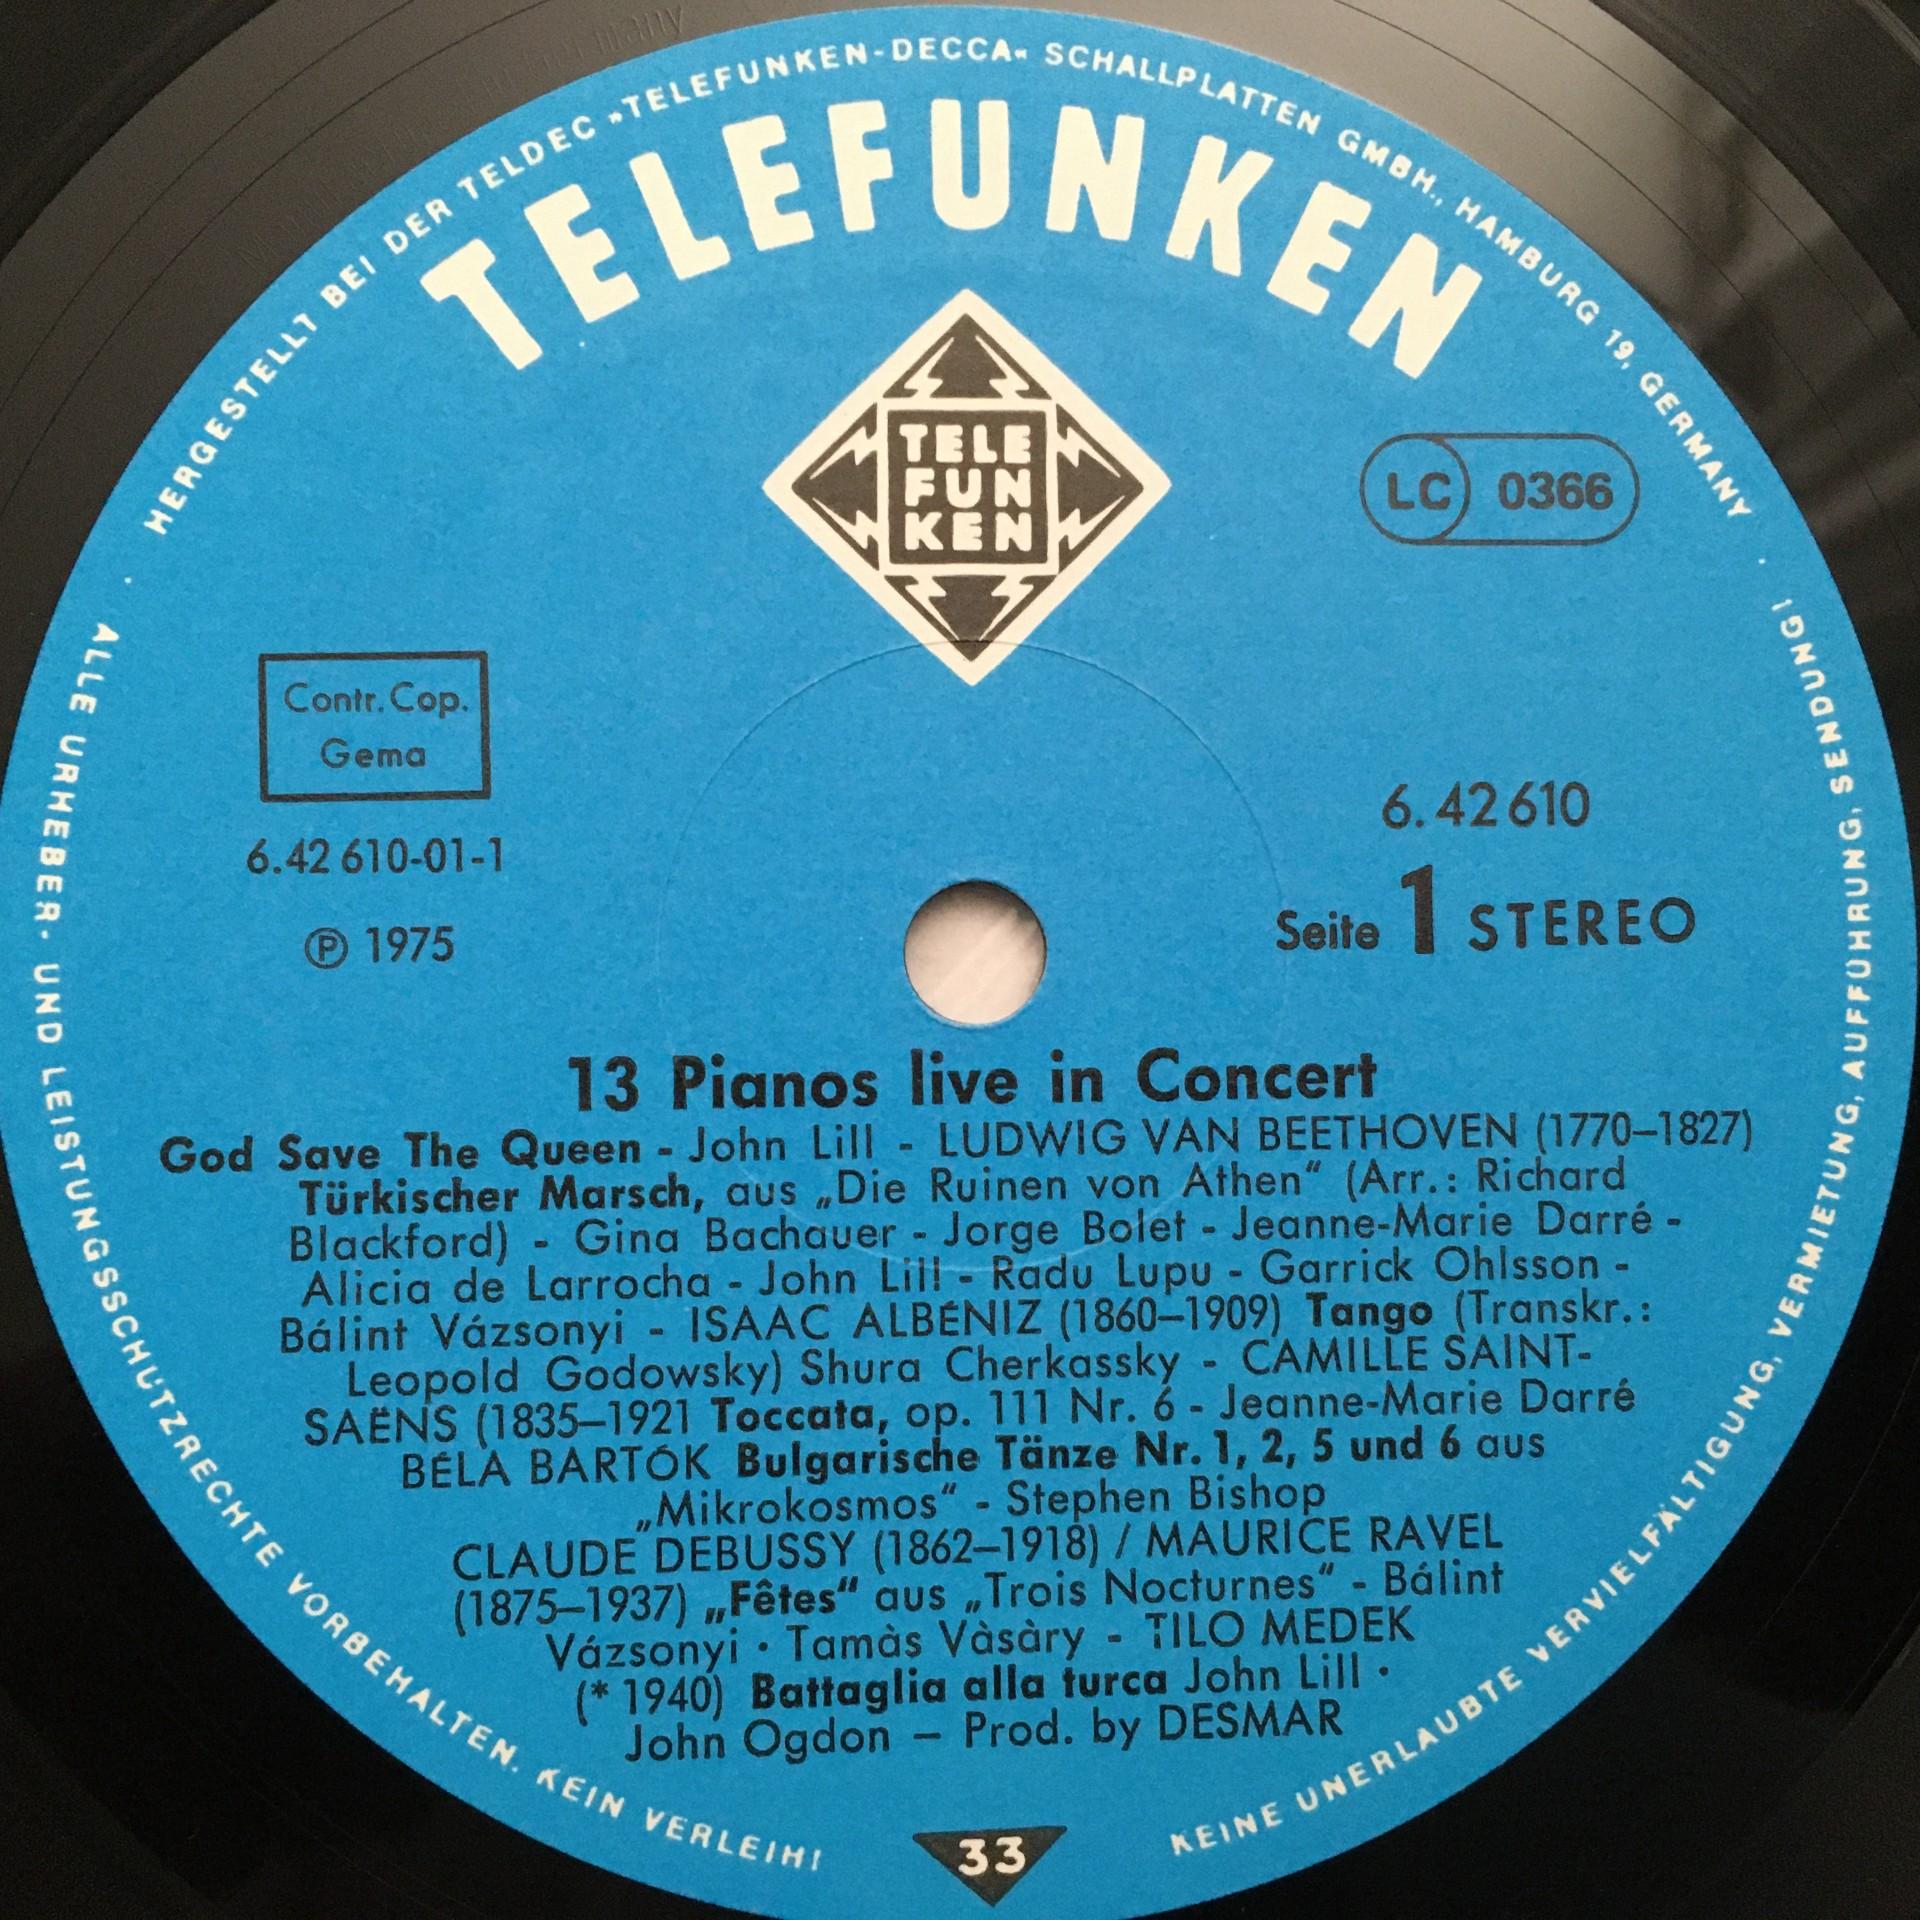 HERGESTELLT BEI DER TELDEC »TELEFUNKEN-DECCA« SCHALLPLATTEN GMBH., HAMBURG 19, GERMANY
TELEFUNKEN
TELE
FUN
KEN
LC 0366
Contr. Cop.
Gema
6.42 610-01-1
Ⓟ 1975
6.42 610
Seite 1 STEREO
13 Pianos live in Concert
God Save The Queen - John Lill - LUDWIG VAN BEETHOVEN (1770–1827)
Türkischer Marsch, aus „Die Ruinen von Athen“ (Arr.: Richard
Blackford) - Gina Bachauer - Jorge Bolet - Jeanne-Marie Darré -
Alicia de Larrocha - John Lill - Radu Lupu - Garrick Ohlsson -
Bálint Vázsonyi - ISAAC ALBÉNIZ (1860–1909) Tango (Transkr.:
Leopold Godowsky) Shura Cherkassky - CAMILLE SAINT-
SAËNS (1835–1921 Toccata, op. 111 Nr. 6 - Jeanne-Marie Darré
BÉLA BARTÓK Bulgarische Tänze Nr. 1, 2, 5 und 6 aus
„Mikrokosmos“ - Stephen Bishop
CLAUDE DEBUSSY (1862–1918) / MAURICE RAVEL
(1875–1937) „Fêtes“ aus „Trois Nocturnes“ - Bálint
Vázsonyi · Tamàs Vàsàry - TILO MEDEK
(* 1940) Battaglia alla turca John Lill ·
John Ogdon – Prod. by DESMAR
33
ALLE URHEBER- UND LEISTUNGSSCHUTZRECHTE VORBEHALTEN. KEIN VERLEIH!
KEINE UNERLAUBTE VERVIELFÄLTIGUNG, VERMIETUNG, AUFFÜHRUNG, SENDUNG!